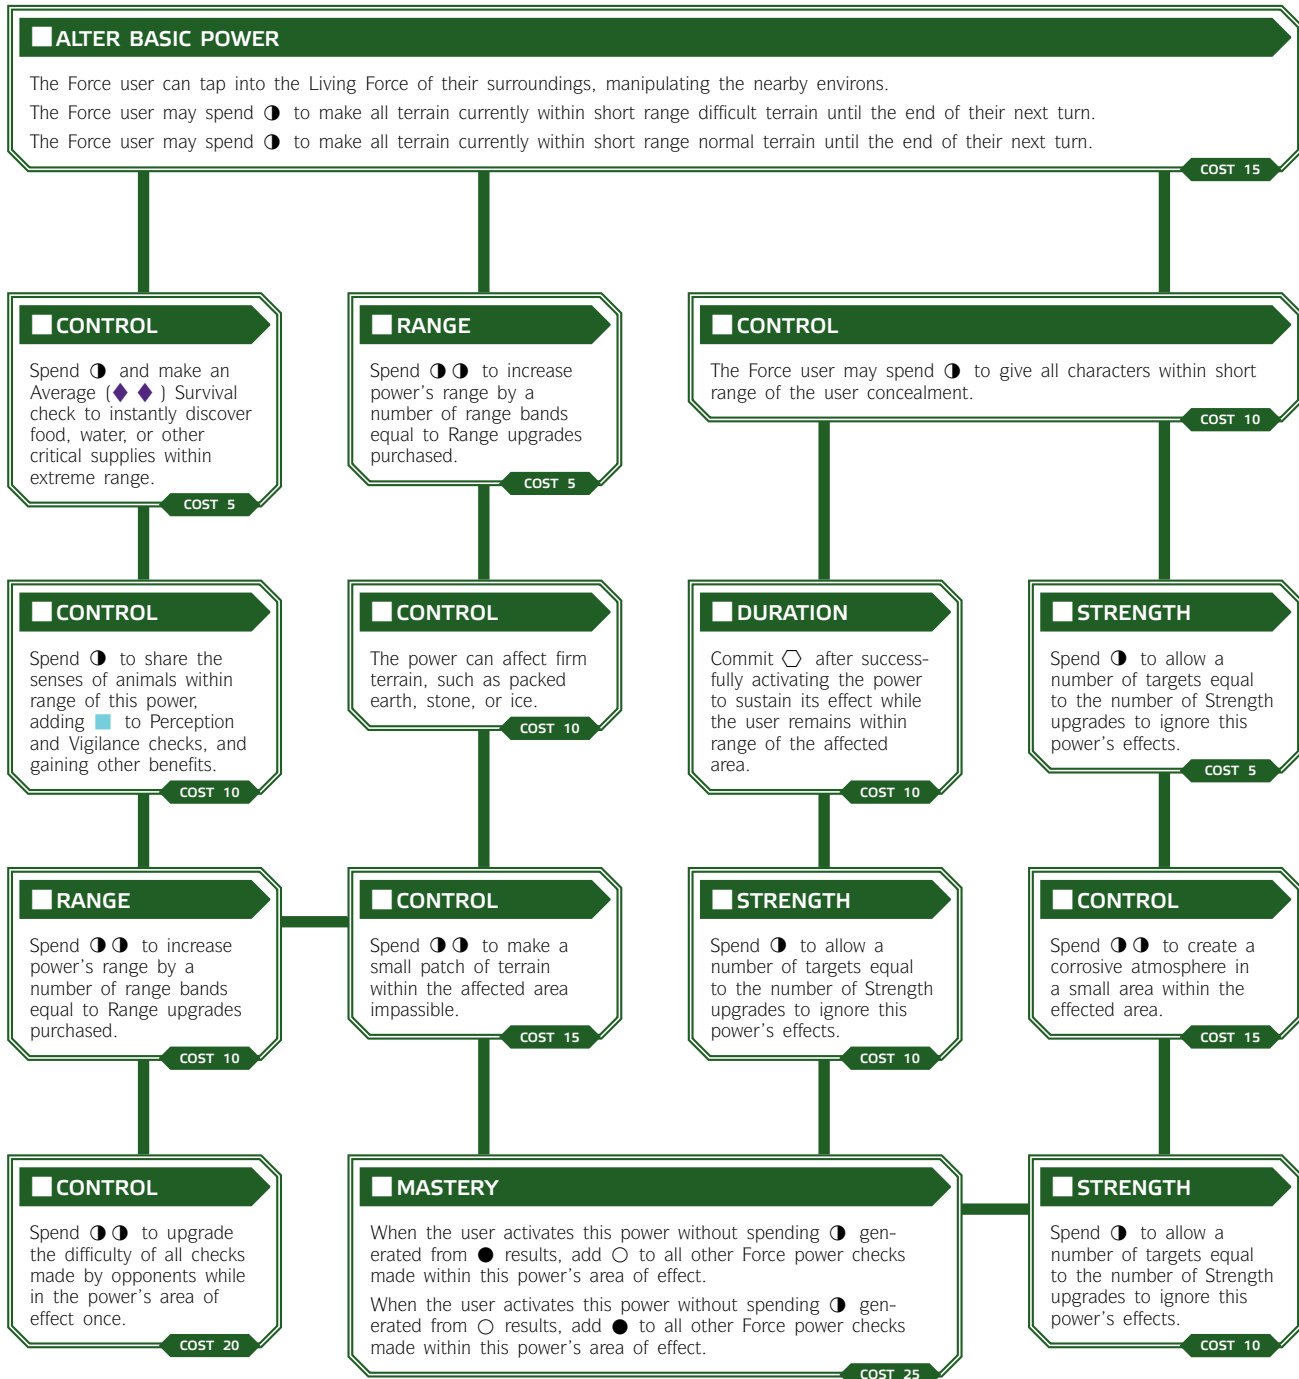 ALTER BASIC POWER
The Force user can tap into the Living Force of their surroundings, manipulating the nearby environs.
The Force user may spend ◑ to make all terrain currently within short range difficult terrain until the end of their next turn.
The Force user may spend ◑ to make all terrain currently within short range normal terrain until the end of their next turn.
COST 15
CONTROL
Spend ◑ and make an
Average (◆ ◆ ) Survival
check to instantly discover
food, water, or other
critical supplies within
extreme range.
COST 5
RANGE
Spend ◑◑ to increase
power's range by a
number of range bands
equal to Range upgrades
purchased.
COST 5
CONTROL
The Force user may spend ◑ to give all characters within short
range of the user concealment.
COST 10
CONTROL
Spend ◑ to share the
senses of animals within
range of this power,
adding ■ to Perception
and Vigilance checks, and
gaining other benefits.
COST 10
CONTROL
The power can affect firm
terrain, such as packed
earth, stone, or ice.
COST 10
DURATION
Commit ⬡ after success-
fully activating the power
to sustain its effect while
the user remains within
range of the affected
area.
COST 10
STRENGTH
Spend ◑ to allow a
number of targets equal
to the number of Strength
upgrades to ignore this
power's effects.
COST 5
RANGE
Spend ◑◑ to increase
power's range by a
number of range bands
equal to Range upgrades
purchased.
COST 10
CONTROL
Spend ◑◑ to make a
small patch of terrain
within the affected area
impassible.
COST 15
STRENGTH
Spend ◑ to allow a
number of targets equal
to the number of Strength
upgrades to ignore this
power's effects.
COST 10
CONTROL
Spend ◑◑ to create a
corrosive atmosphere in
a small area within the
effected area.
COST 15
CONTROL
Spend ◑◑ to upgrade
the difficulty of all checks
made by opponents while
in the power's area of
effect once.
COST 20
MASTERY
When the user activates this power without spending ◑ gen-
erated from ● results, add ○ to all other Force power checks
made within this power's area of effect.
When the user activates this power without spending ◑ gen-
erated from ○ results, add ● to all other Force power checks
made within this power's area of effect.
COST 25
STRENGTH
Spend ◑ to allow a
number of targets equal
to the number of Strength
upgrades to ignore this
power's effects.
COST 10